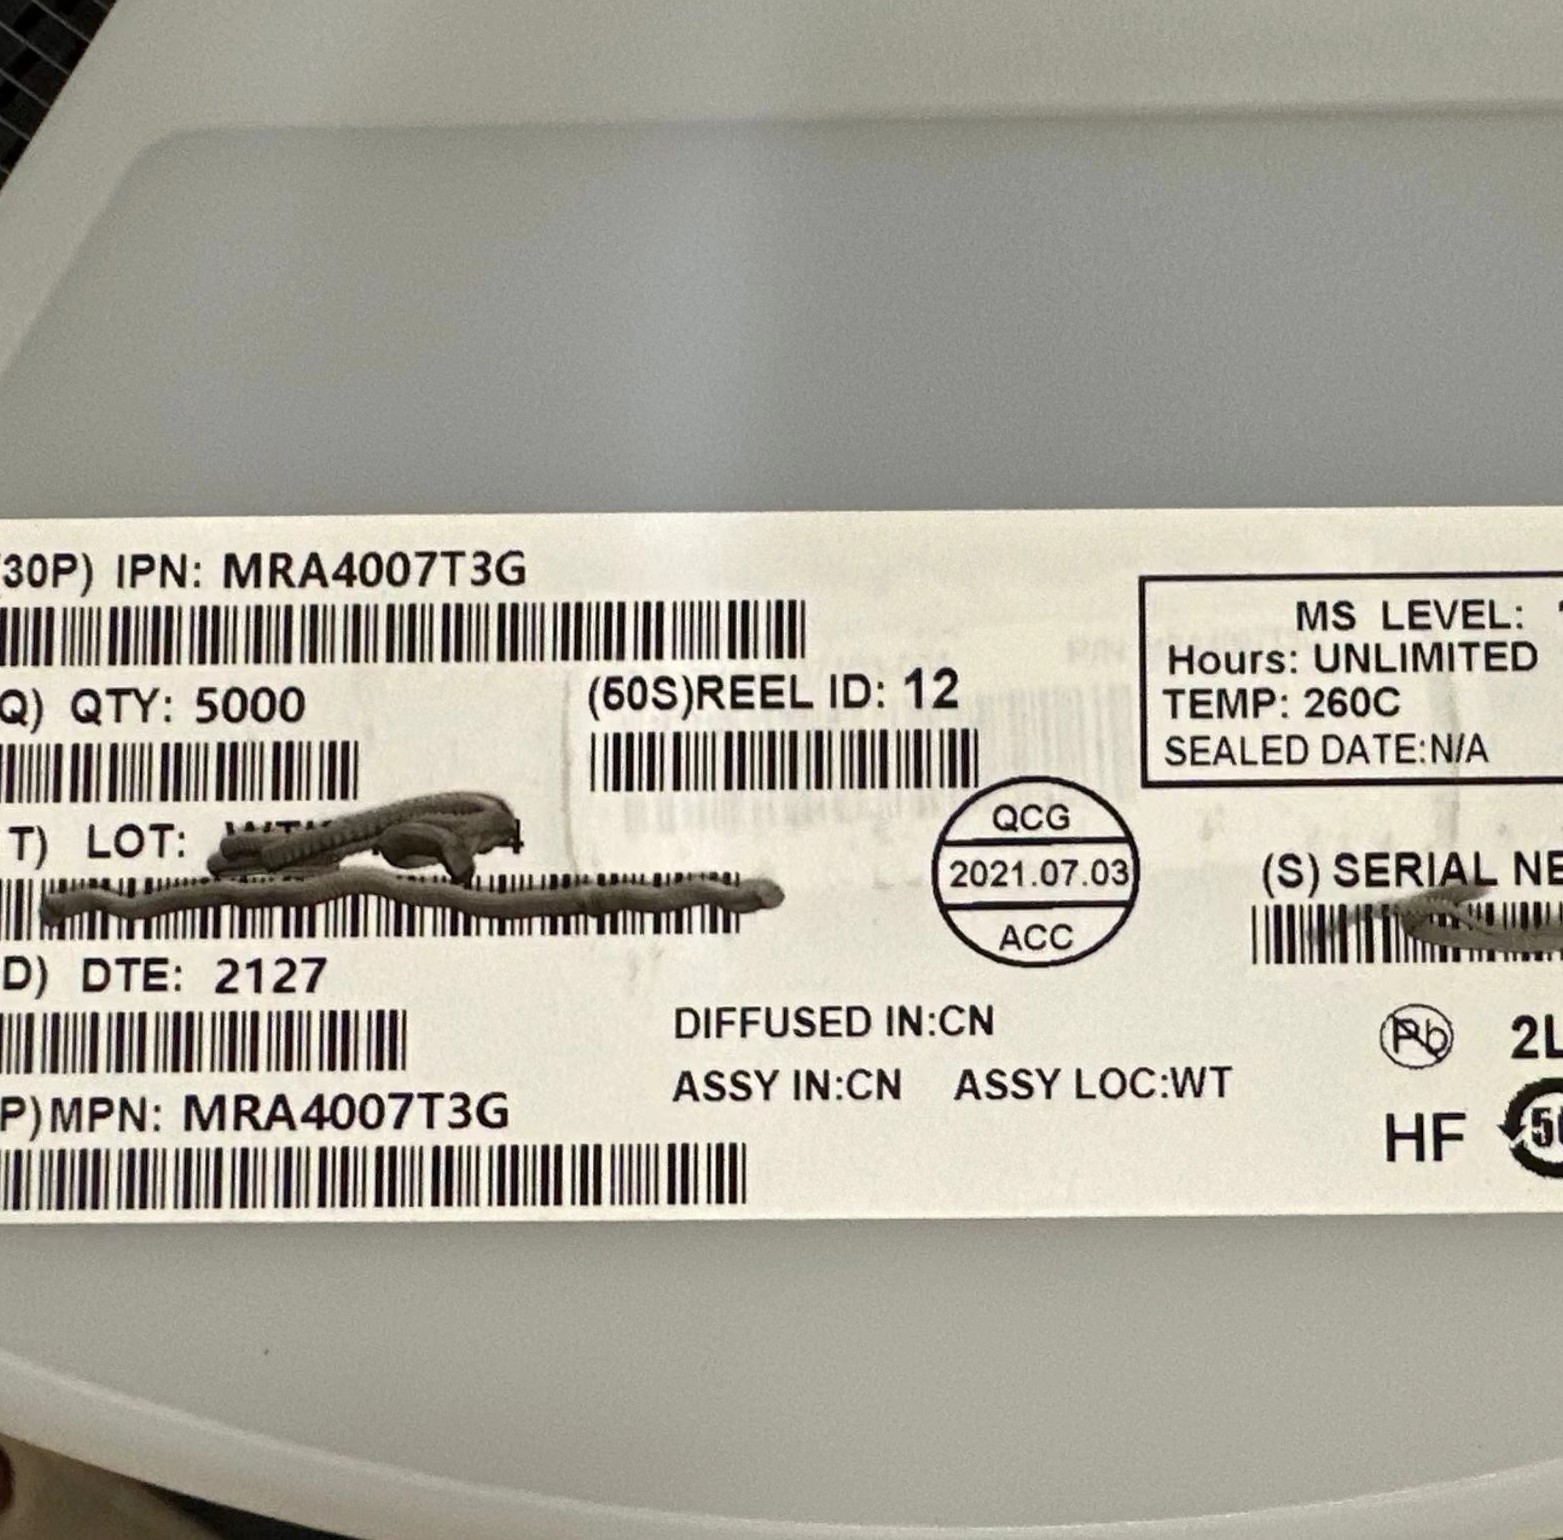 (30P) IPN: MRA4007T3G
Q) QTY: 5000
(60S)REEL ID: 12
T) LOT:
D) DTE: 2127
P)MPN: MRA4007T3G
QCG
2021.07.03
ACC
DIFFUSED IN:CN
ASSY IN:CN ASSY LOC:WT
MS LEVEL:
Hours: UNLIMITED
TEMP: 260C
SEALED DATE:N/A
(S) SERIAL
Pb
HF